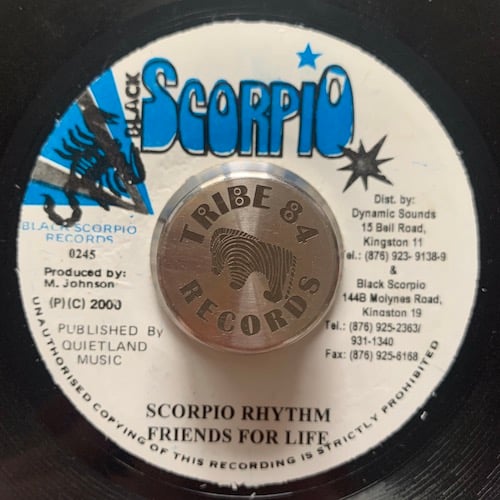 BLACK
SCORPIO
BLACK SCORPIO
RECORDS
0245
Produced by:
M. Johnson
(P)(C) 2000
PUBLISHED BY
QUIETLAND
MUSIC
TRIBE 84
RECORDS
Dist. by:
Dynamic Sounds
15 Bell Road,
Kingston 11
Tel.: (876) 923- 9138-9
&
Black Scorpio
144B Molynes Road,
Kingston 19
Tel.: (876) 925-2363/
931-1340
Fax: (876) 925-6168
SCORPIO RHYTHM
FRIENDS FOR LIFE
UNAUTHORISED COPYING OF THIS RECORDING IS STRICTLY PROHIBITED